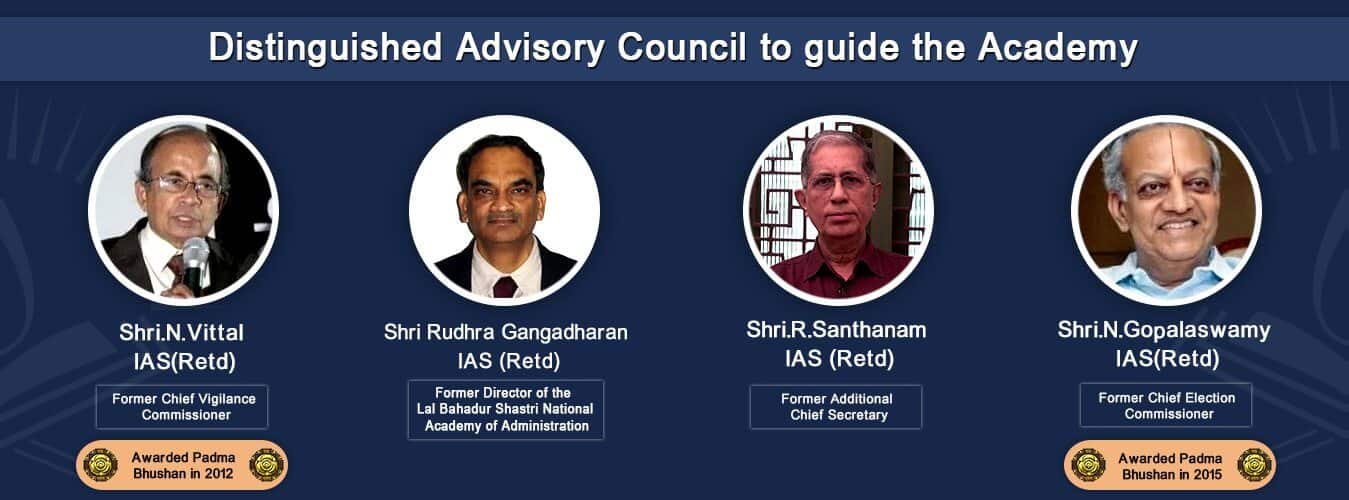 Distinguished Advisory Council to guide the Academy
Shri.N.Vittal
IAS(Retd)
Former Chief Vigilance
Commissioner
Awarded Padma
Bhushan in 2012
Shri Rudhra Gangadharan
IAS (Retd)
Former Director of the
Lal Bahadur Shastri National
Academy of Administration
Shri.R.Santhanam
IAS (Retd)
Former Additional
Chief Secretary
Shri.N.Gopalaswamy
IAS(Retd)
Former Chief Election
Commissioner
Awarded Padma
Bhushan in 2015